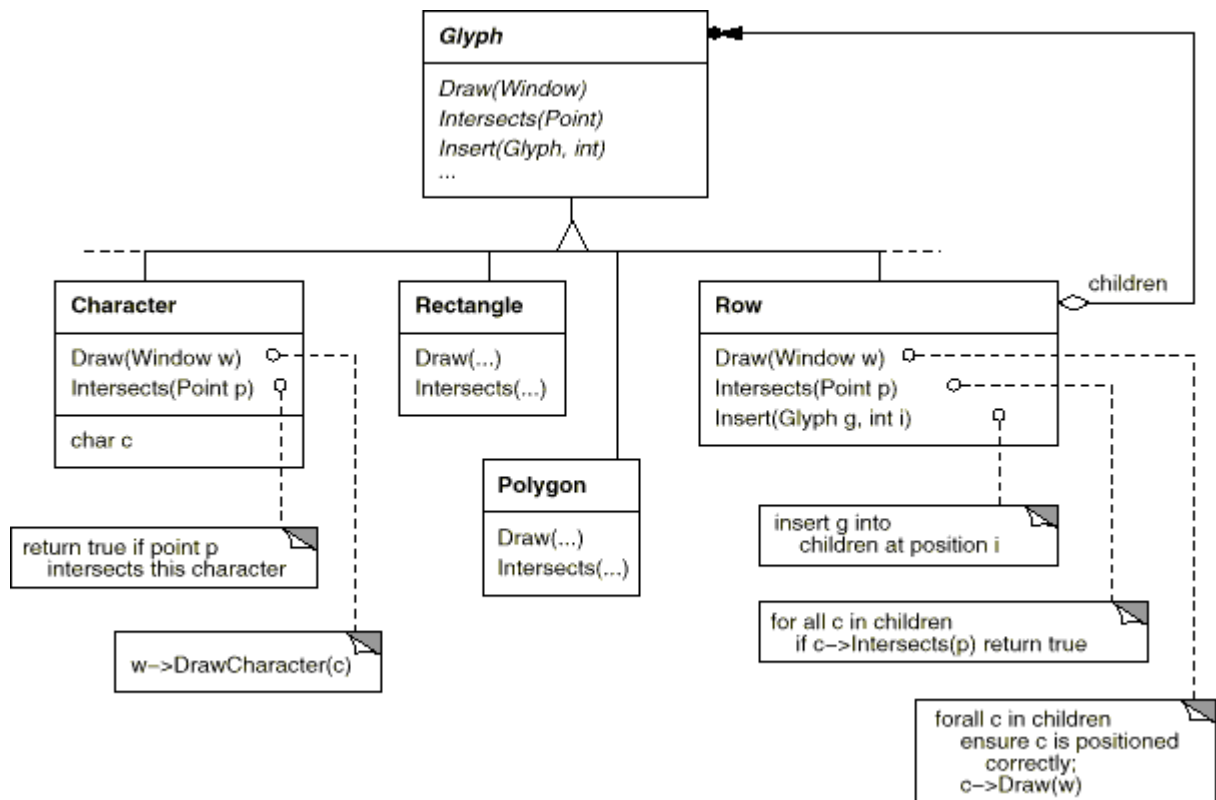 Glyph
Draw(Window)
Intersects(Point)
Insert(Glyph, int)
...
children
Character
Draw(Window w)
Intersects(Point p)
char c
Rectangle
Draw(...)
Intersects(...)
Row
Draw(Window w)
Intersects(Point p)
Insert(Glyph g, int i)
Polygon
Draw(...)
Intersects(...)
return true if point p
intersects this character
w->DrawCharacter(c)
insert g into
children at position i
for all c in children
if c->Intersects(p) return true
forall c in children
ensure c is positioned
correctly;
c->Draw(w)